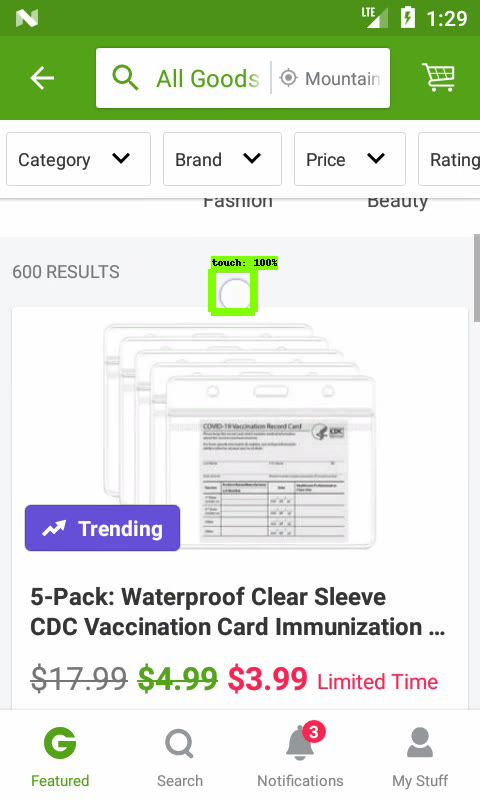 LTE 1:29
All Goods Mountain
Category Brand Price Rating
Fashion Beauty
600 RESULTS
touch: 100%
COVID-19 Vaccination Record Card
CDC
Trending
5-Pack: Waterproof Clear Sleeve
CDC Vaccination Card Immunization ...
$17.99 $4.99 $3.99 Limited Time
3
Featured Search Notifications My Stuff